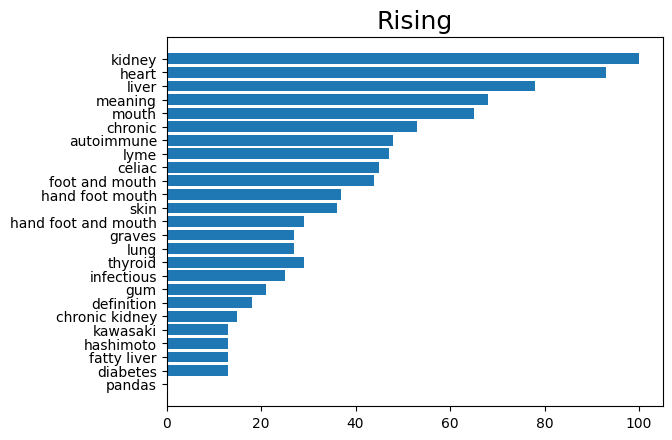 Rising
kidney
heart
liver
meaning
mouth
chronic
autoimmune
lyme
celiac
foot and mouth
hand foot mouth
skin
hand foot and mouth
graves
lung
thyroid
infectious
gum
definition
chronic kidney
kawasaki
hashimoto
fatty liver
diabetes
pandas
0 20 40 60 80 100